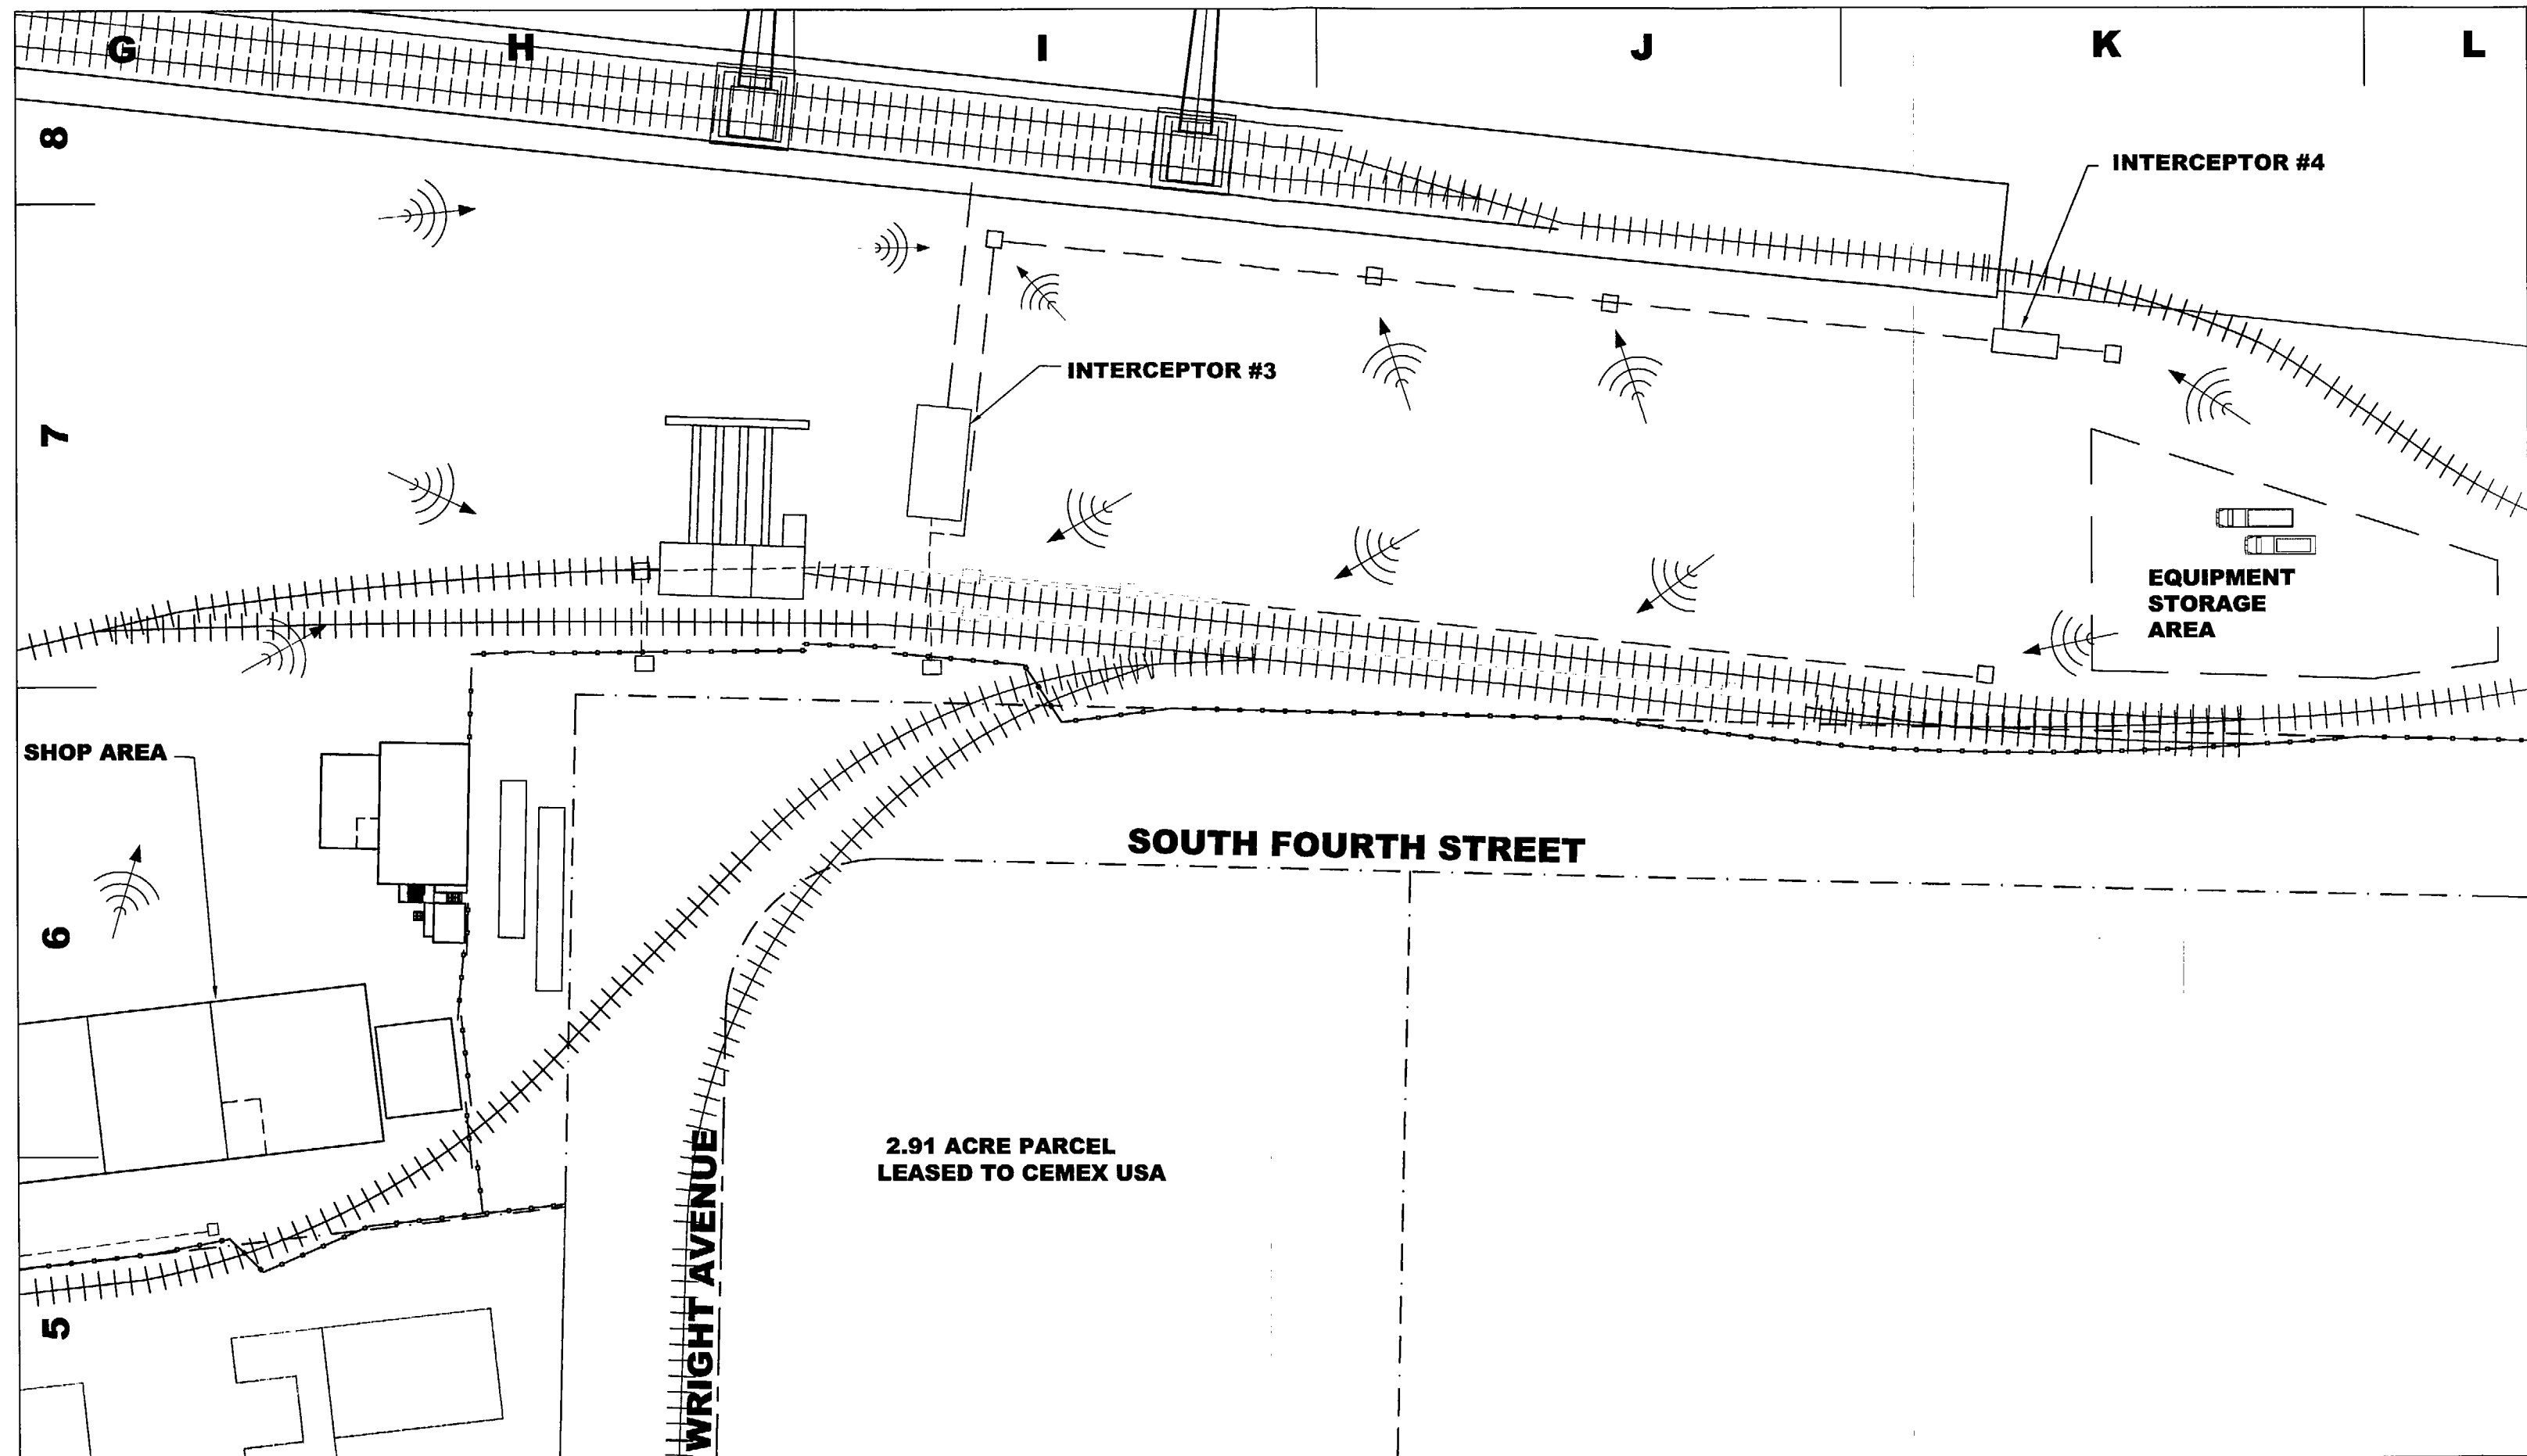 G
H
I
J
K
L
8
INTERCEPTOR #4
INTERCEPTOR #3
7
EQUIPMENT
STORAGE
AREA
SHOP AREA
SOUTH FOURTH STREET
6
2.91 ACRE PARCEL
LEASED TO CEMEX USA
WRIGHT AVENUE
5